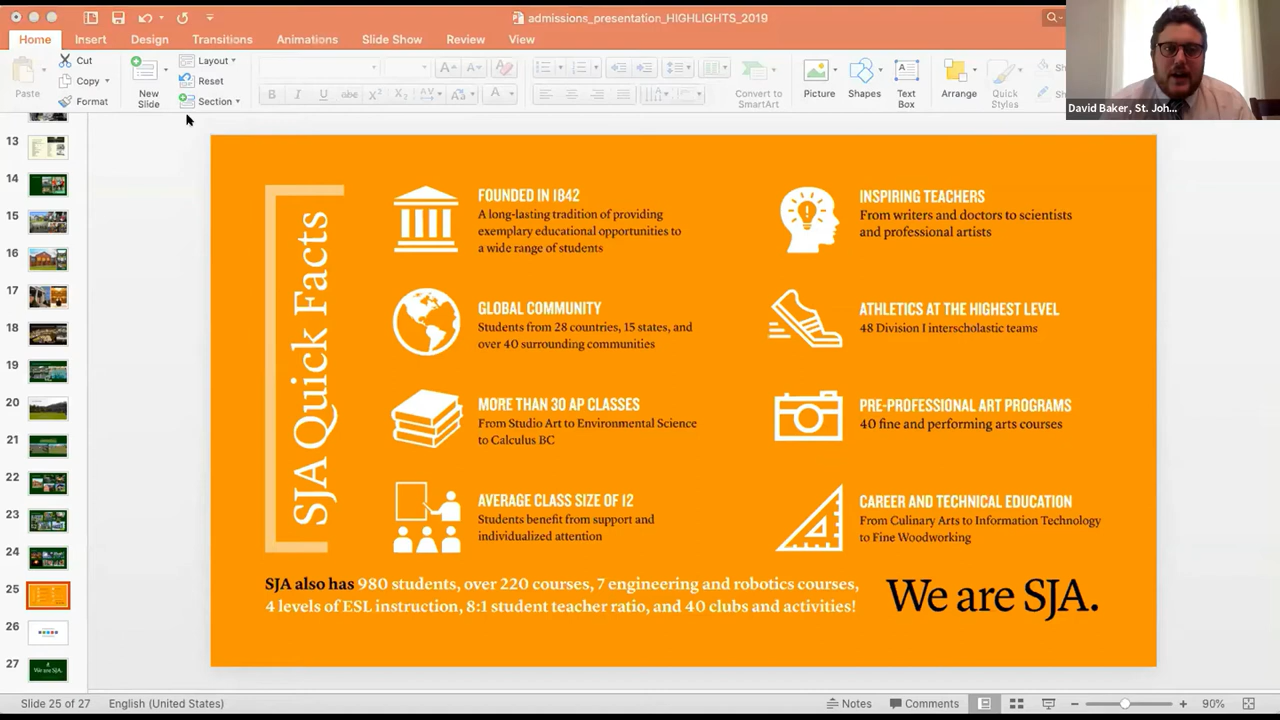 admissions_presentation_HIGHLIGHTS_2019
Home Insert Design Transitions Animations Slide Show Review View
Paste
Cut
Copy
Format
New
Slide
Layout
Reset
Section
Convert to
SmartArt
Picture
Shapes
Text
Box
Arrange
Quick
Styles
David Baker, St. Joh...
13
14
15
16
17
18
19
20
21
22
23
24
25
26
27
We are SJA.
SJA Quick Facts
FOUNDED IN 1842
A long-lasting tradition of providing
exemplary educational opportunities to
a wide range of students
GLOBAL COMMUNITY
Students from 28 countries, 15 states, and
over 40 surrounding communities
MORE THAN 30 AP CLASSES
From Studio Art to Environmental Science
to Calculus BC
AVERAGE CLASS SIZE OF 12
Students benefit from support and
individualized attention
INSPIRING TEACHERS
From writers and doctors to scientists
and professional artists
ATHLETICS AT THE HIGHEST LEVEL
48 Division I interscholastic teams
PRE-PROFESSIONAL ART PROGRAMS
40 fine and performing arts courses
CAREER AND TECHNICAL EDUCATION
From Culinary Arts to Information Technology
to Fine Woodworking
SJA also has 980 students, over 220 courses, 7 engineering and robotics courses,
4 levels of ESL instruction, 8:1 student teacher ratio, and 40 clubs and activities!
We are SJA.
Slide 25 of 27 English (United States) Notes Comments 90%